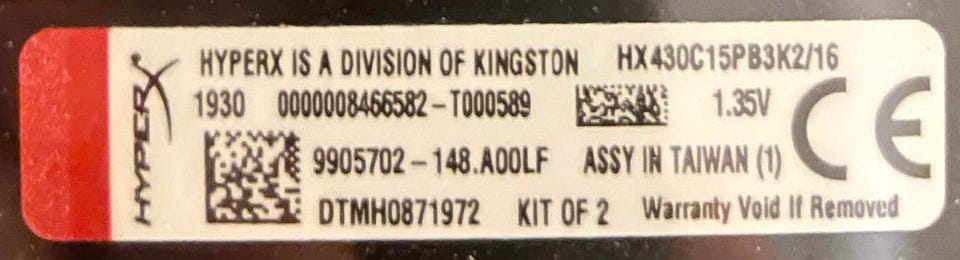 HYPERX
HYPERX IS A DIVISION OF KINGSTON HX430C15PB3K2/16
1930 0000008466582-T000589 1.35V
9905702-148.A00LF ASSY IN TAIWAN (1)
DTMH0871972 KIT OF 2 Warranty Void If Removed
CE